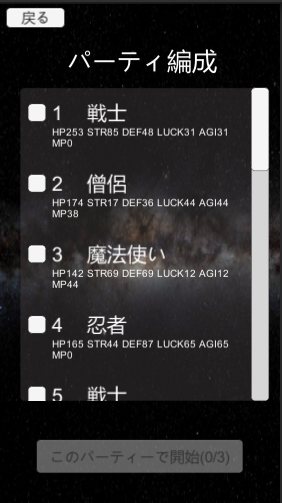 戻る
パーティ編成
1 戦士
HP253 STR85 DEF48 LUCK31 AGI31
MP0
2 僧侶
HP174 STR17 DEF36 LUCK44 AGI44
MP38
3 魔法使い
HP142 STR69 DEF69 LUCK12 AGI12
MP44
4 忍者
HP165 STR44 DEF87 LUCK65 AGI65
MP0
5 戦士
このパーティーで開始(0/3)